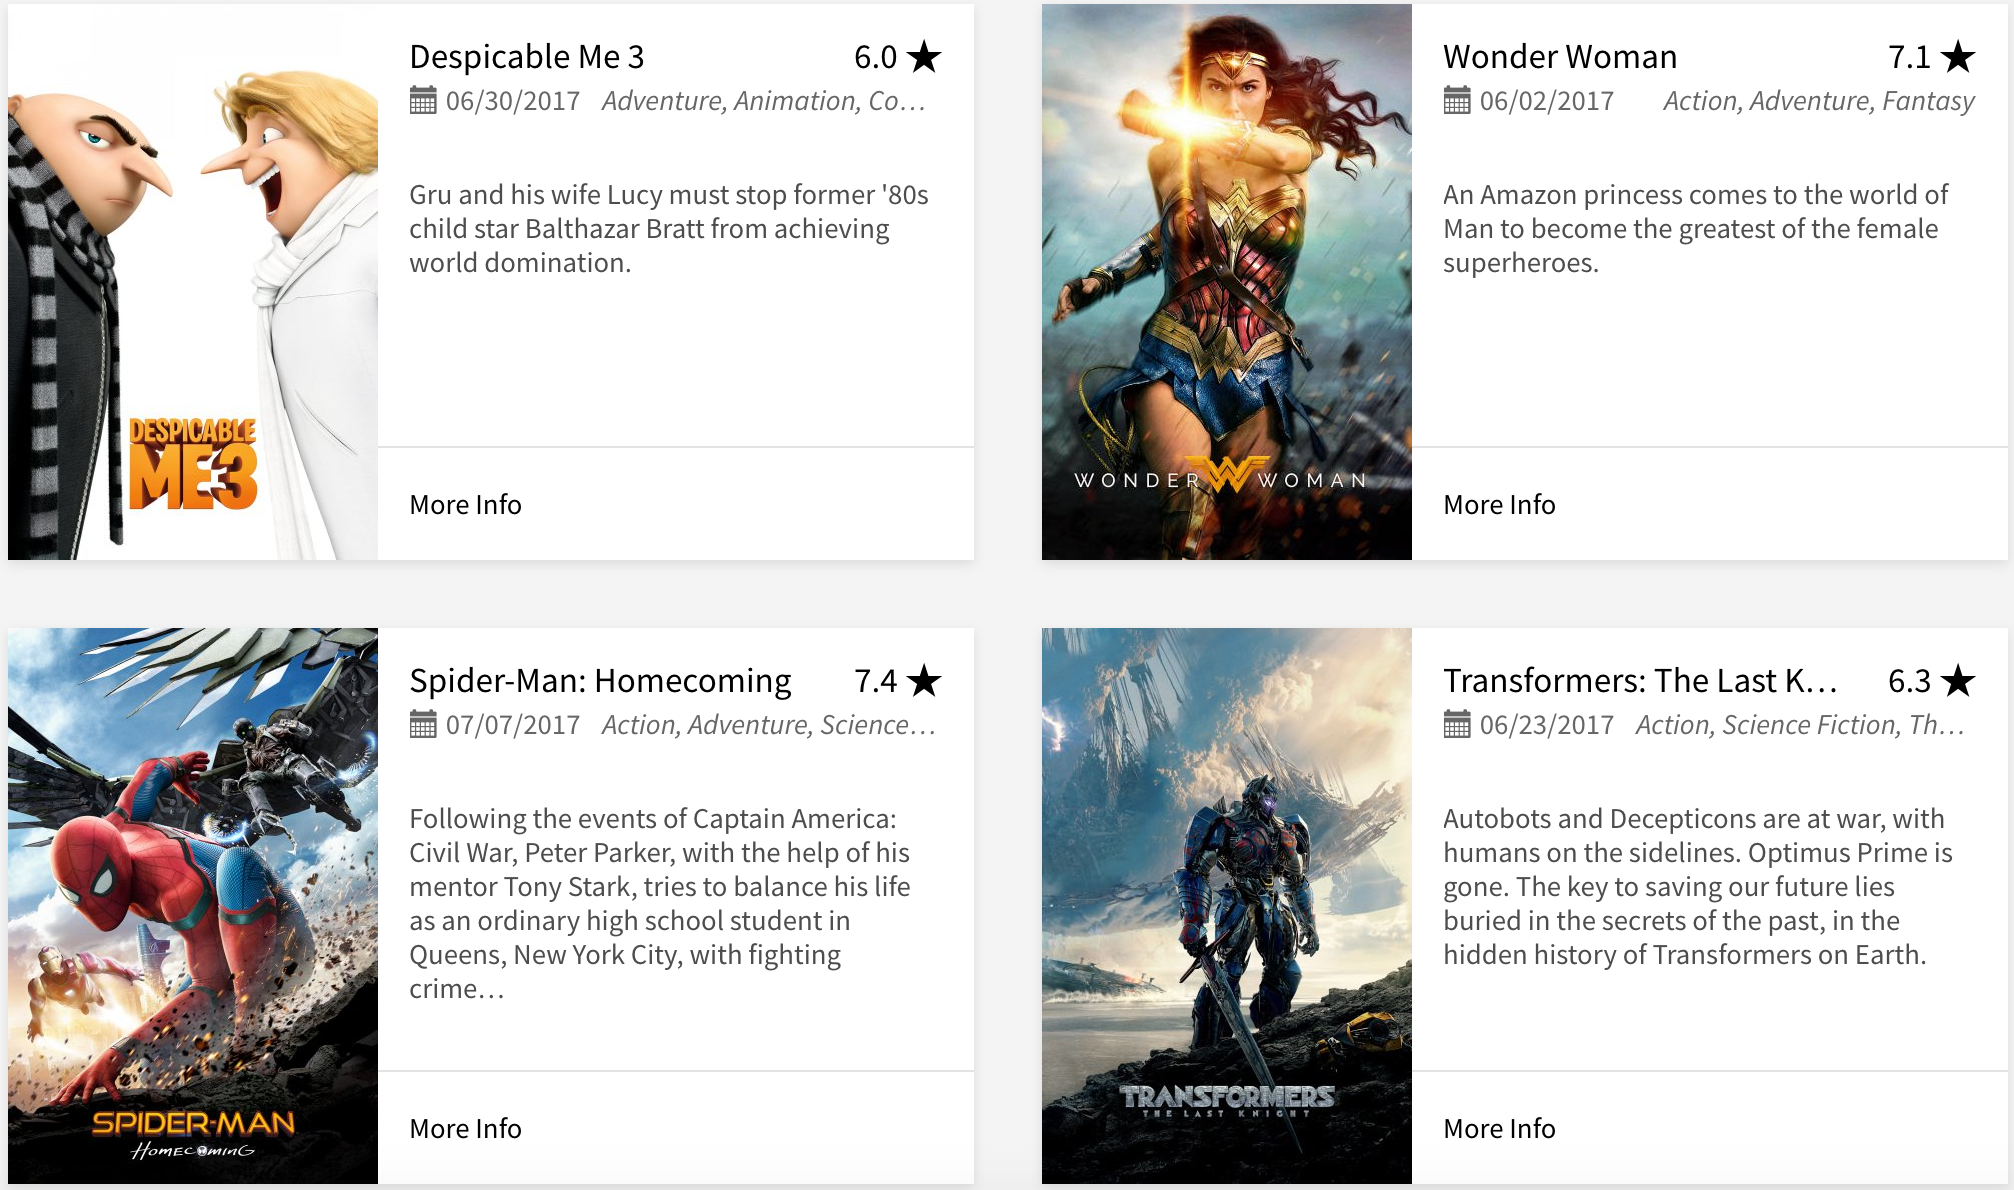 Despicable Me 3 6.0 ★
06/30/2017 Adventure, Animation, Co…
Gru and his wife Lucy must stop former '80s
child star Balthazar Bratt from achieving
world domination.
DESPICABLE
ME3
More Info
Wonder Woman 7.1 ★
06/02/2017 Action, Adventure, Fantasy
An Amazon princess comes to the world of
Man to become the greatest of the female
superheroes.
WONDER WOMAN
More Info
Spider-Man: Homecoming 7.4 ★
07/07/2017 Action, Adventure, Science…
Following the events of Captain America:
Civil War, Peter Parker, with the help of his
mentor Tony Stark, tries to balance his life
as an ordinary high school student in
Queens, New York City, with fighting
crime…
SPIDER-MAN
HOMECOMING
More Info
Transformers: The Last K… 6.3 ★
06/23/2017 Action, Science Fiction, Th…
Autobots and Decepticons are at war, with
humans on the sidelines. Optimus Prime is
gone. The key to saving our future lies
buried in the secrets of the past, in the
hidden history of Transformers on Earth.
TRANSFORMERS
THE LAST KNIGHT
More Info